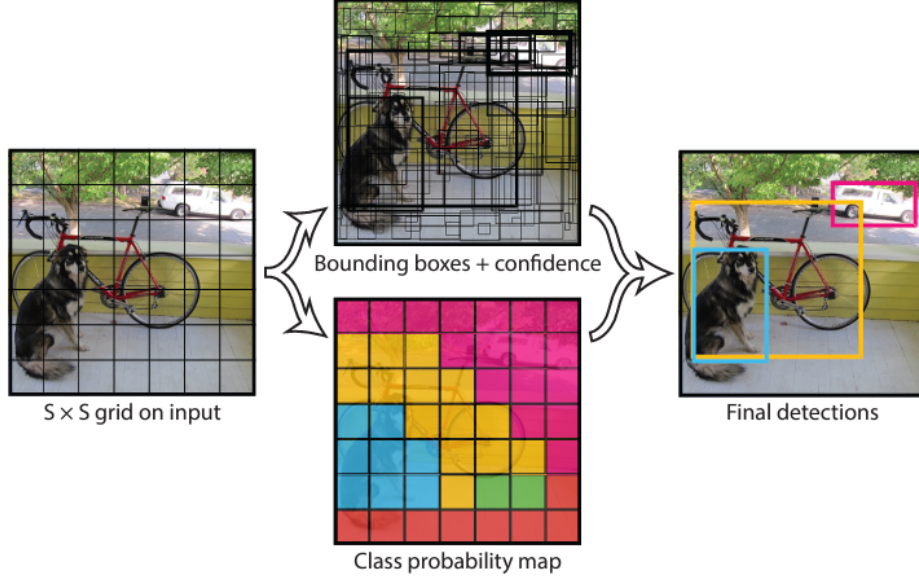 S × S grid on input
Bounding boxes + confidence
Class probability map
Final detections